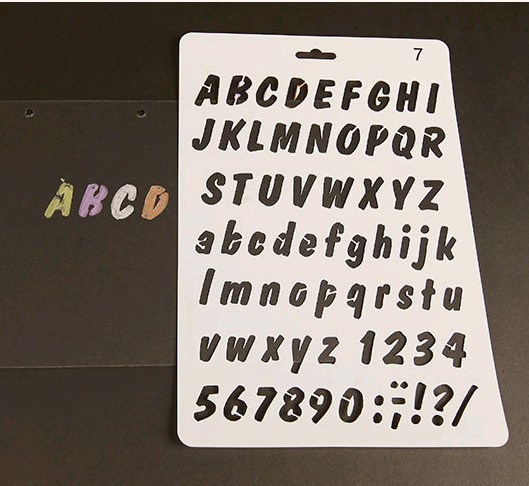 7
ABCDEFGHI
JKLMNOPQR
STUVWXYZ
abcdefghijk
lmnopqrstu
vwxyz 1234
567890:;¨!?/
ABCD